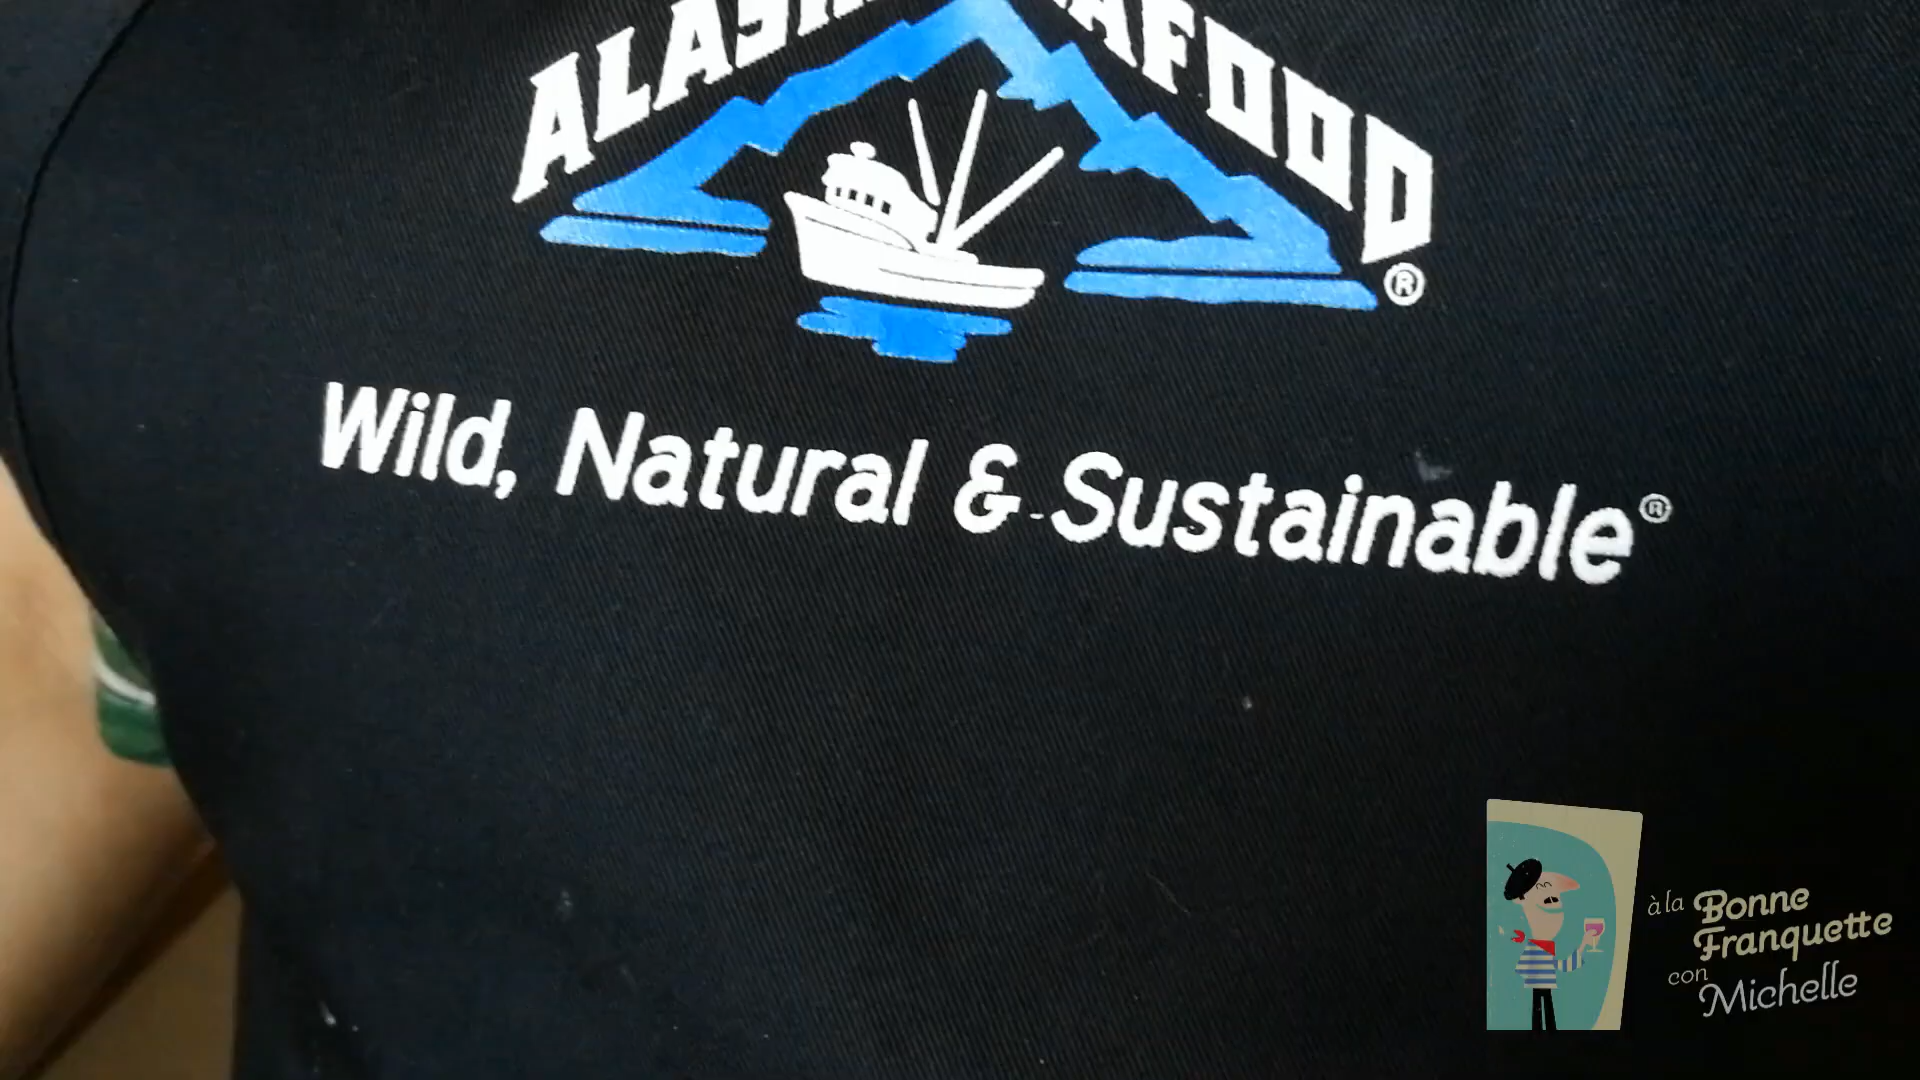 Wild, Natural & Sustainable®
®
à la Bonne
Franquette
con
Michelle